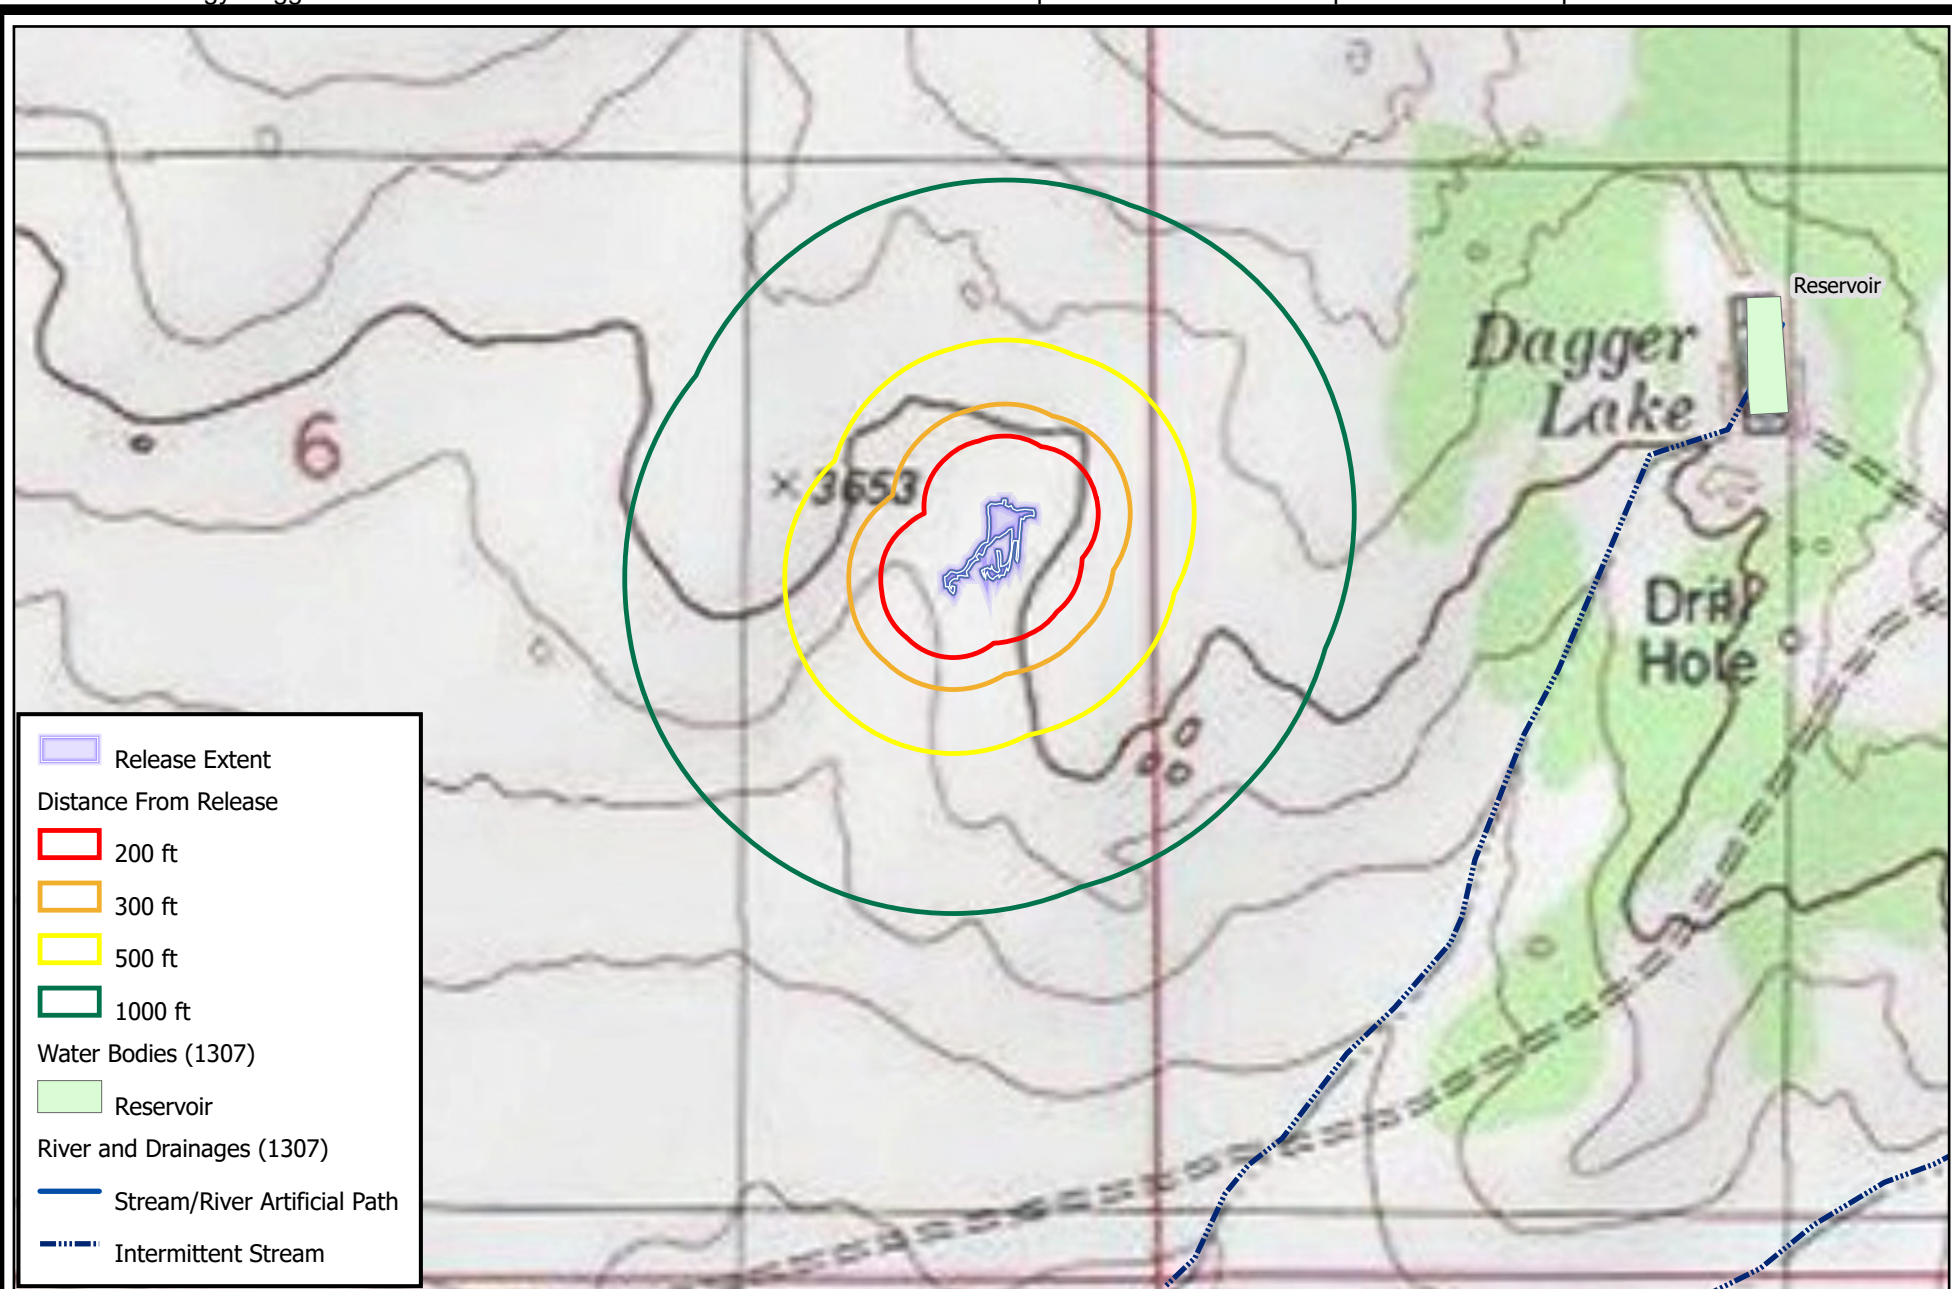 Reservoir
Dagger
Lake
6
3653
Drill
Hole
Release Extent
Distance From Release
200 ft
300 ft
500 ft
1000 ft
Water Bodies (1307)
Reservoir
River and Drainages (1307)
Stream/River Artificial Path
Intermittent Stream